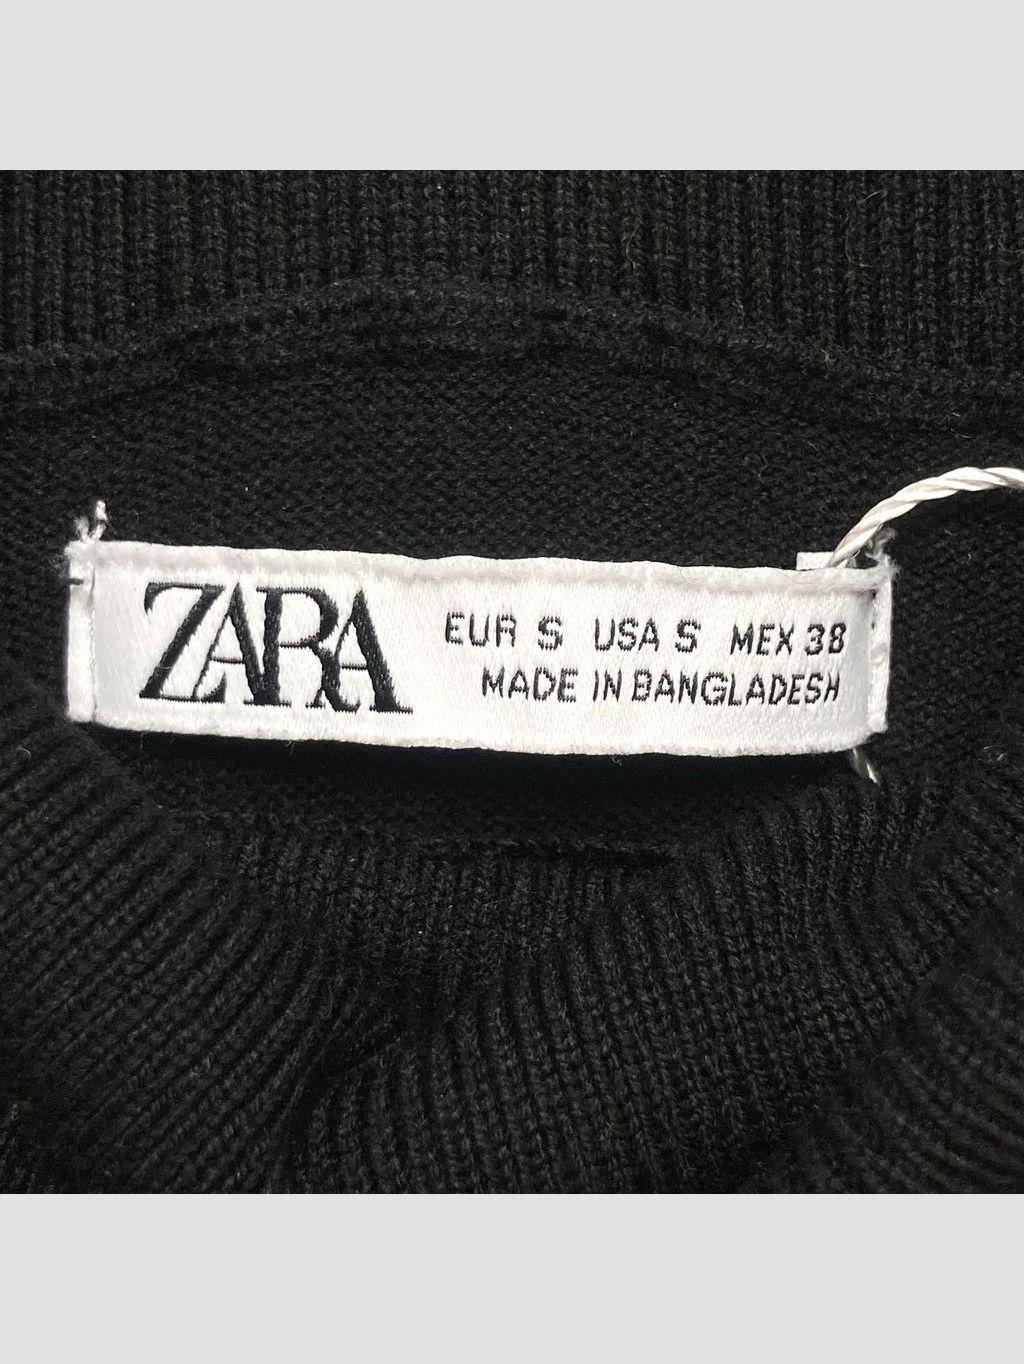 ZARA
EUR S USA S MEX 38
MADE IN BANGLADESH